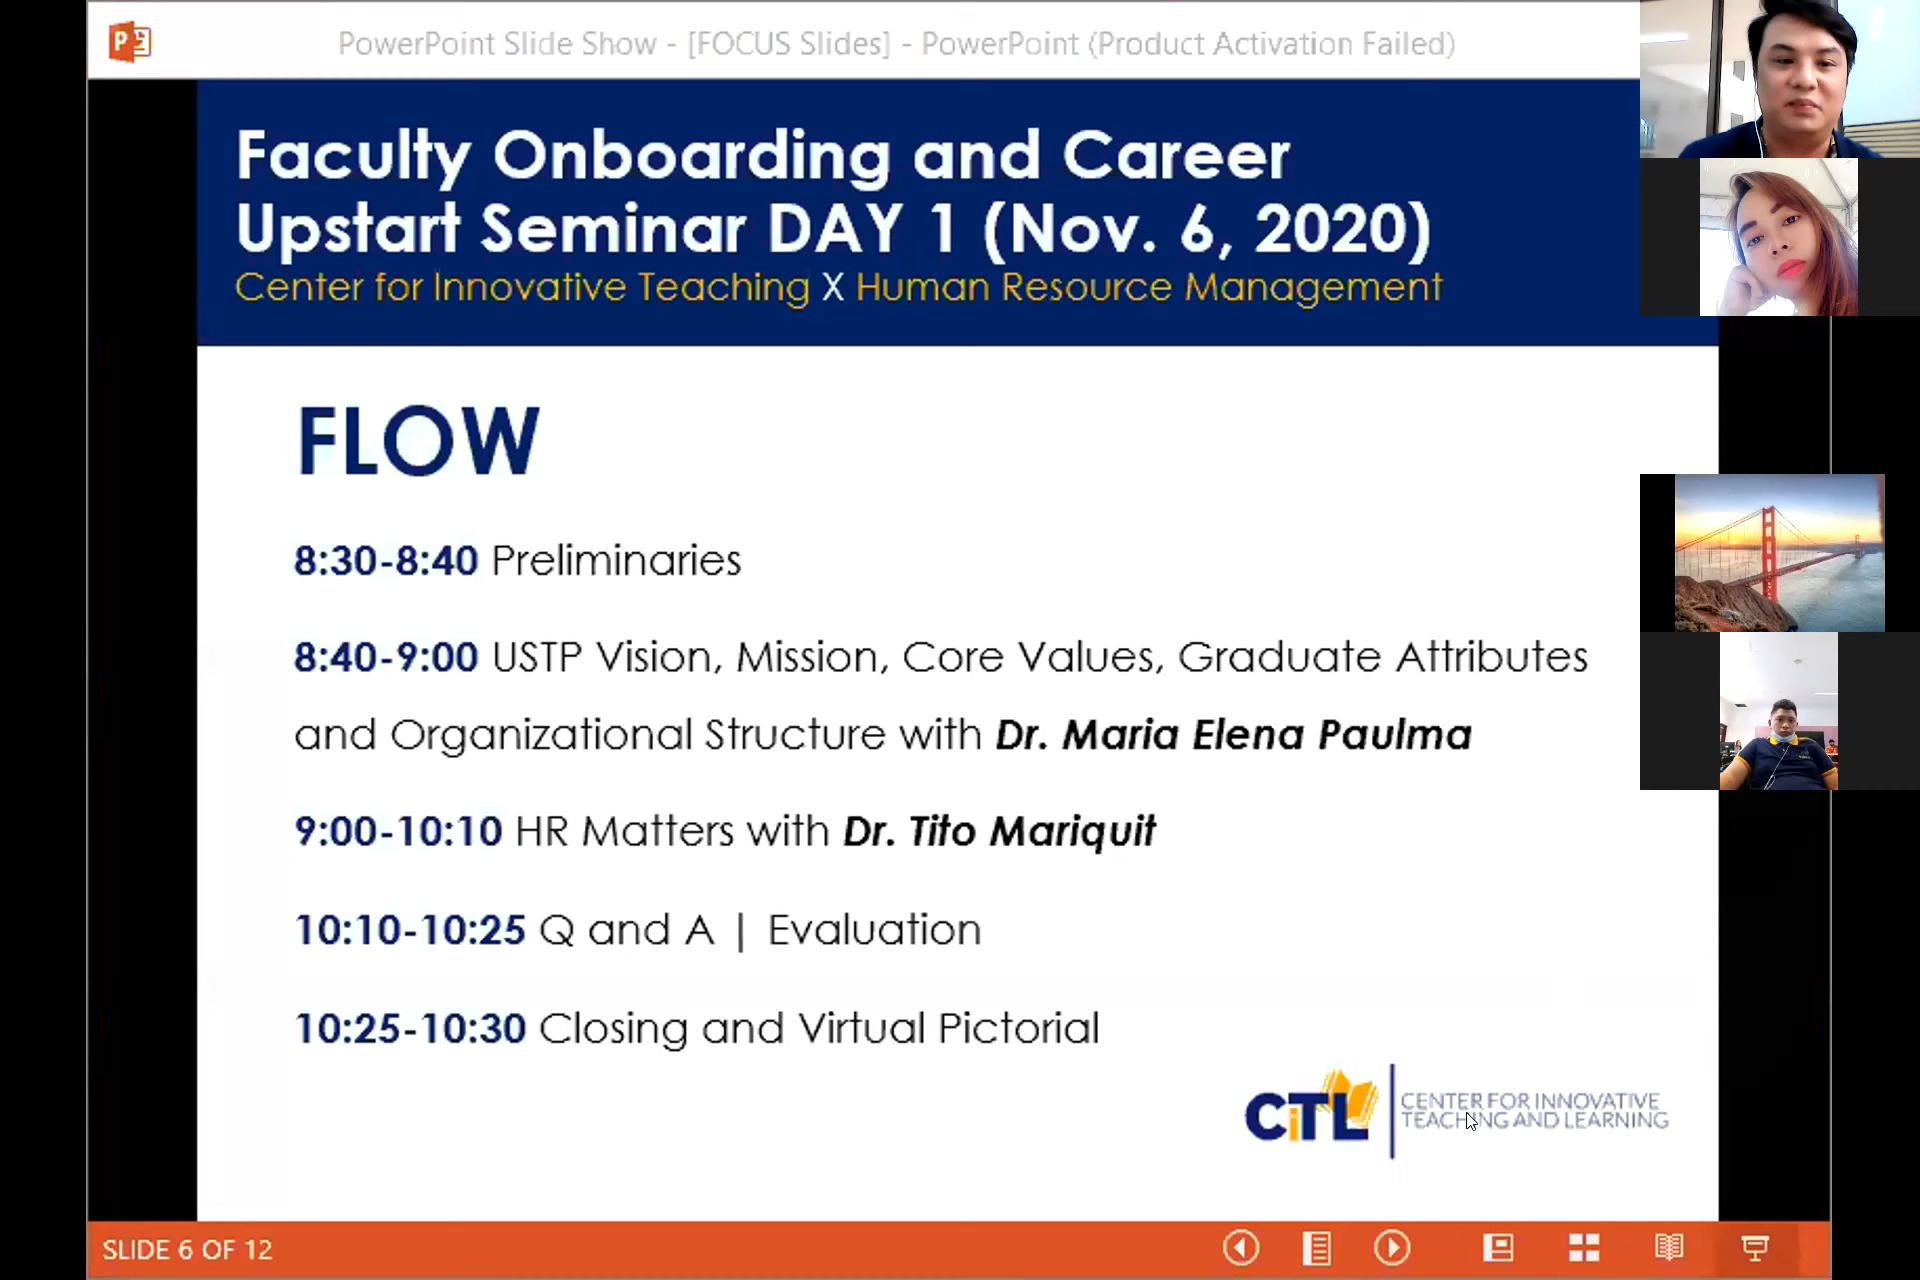 PowerPoint Slide Show - [FOCUS Slides] - PowerPoint (Product Activation Failed)
Faculty Onboarding and Career
Upstart Seminar DAY 1 (Nov. 6, 2020)
Center for Innovative Teaching X Human Resource Management
FLOW
8:30-8:40 Preliminaries
8:40-9:00 USTP Vision, Mission, Core Values, Graduate Attributes
and Organizational Structure with Dr. Maria Elena Paulma
9:00-10:10 HR Matters with Dr. Tito Mariquit
10:10-10:25 Q and A | Evaluation
10:25-10:30 Closing and Virtual Pictorial
CiTL
CENTER FOR INNOVATIVE
TEACHING AND LEARNING
SLIDE 6 OF 12